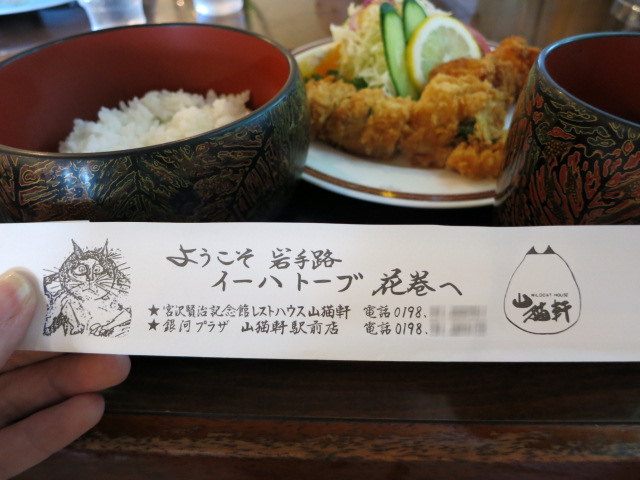 ようこそ 岩手路
イーハトーブ 花巻へ
★宮沢賢治記念館レストハウス山猫軒 電話0198.
★銀河プラザ 山猫軒駅前店 電話0198.
WILDCAT HOUSE
山猫軒